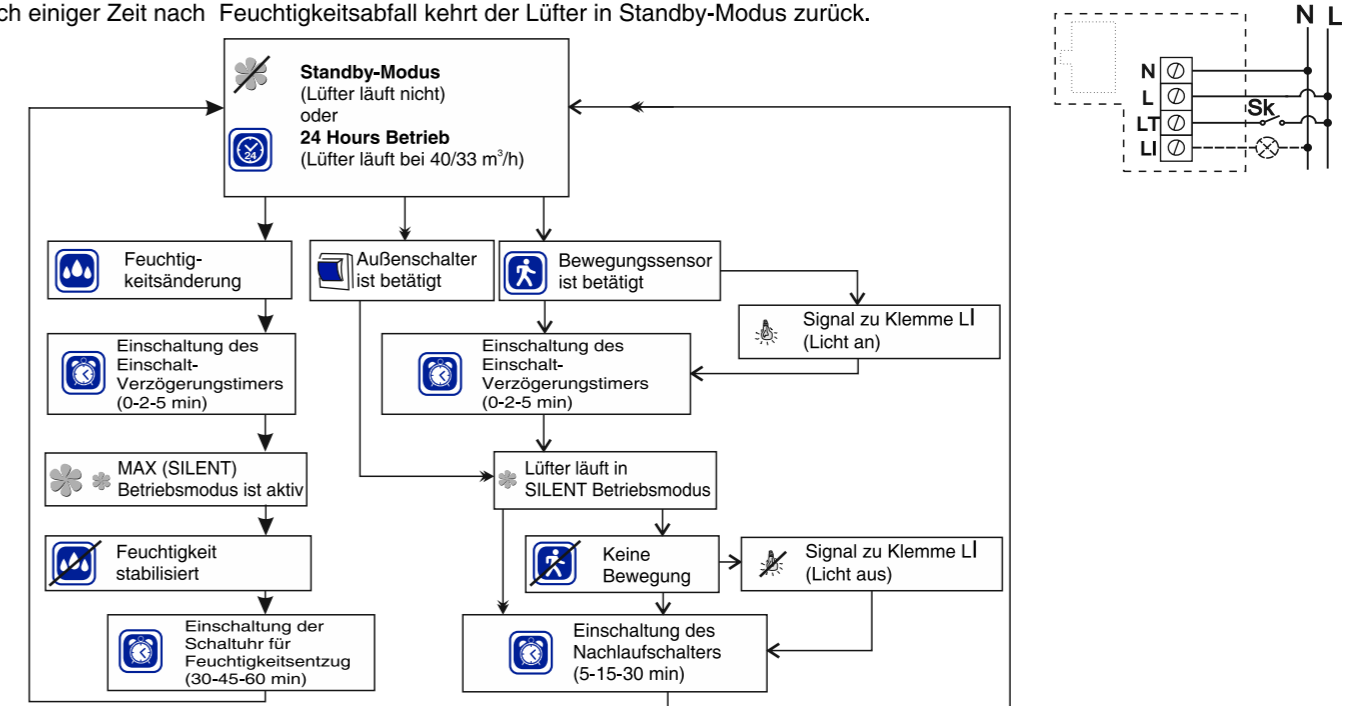 ch einiger Zeit nach Feuchtigkeitsabfall kehrt der Lüfter in Standby-Modus zurück.
N L
Standby-Modus
(Lüfter läuft nicht)
oder
24 Hours Betrieb
(Lüfter läuft bei 40/33 m³/h)
24
N
L
LT
LI
Sk
Feuchtig-
keitsänderung
Außenschalter
ist betätigt
Bewegungssensor
ist betätigt
Signal zu Klemme LI
(Licht an)
Einschaltung des
Einschalt-
Verzögerungstimers
(0-2-5 min)
Einschaltung des
Einschalt-
Verzögerungstimers
(0-2-5 min)
MAX (SILENT)
Betriebsmodus ist aktiv
Lüfter läuft in
SILENT Betriebsmodus
Feuchtigkeit
stabilisiert
Keine
Bewegung
Signal zu Klemme LI
(Licht aus)
Einschaltung der
Schaltuhr für
Feuchtigkeitsentzug
(30-45-60 min)
Einschaltung des
Nachlaufschalters
(5-15-30 min)